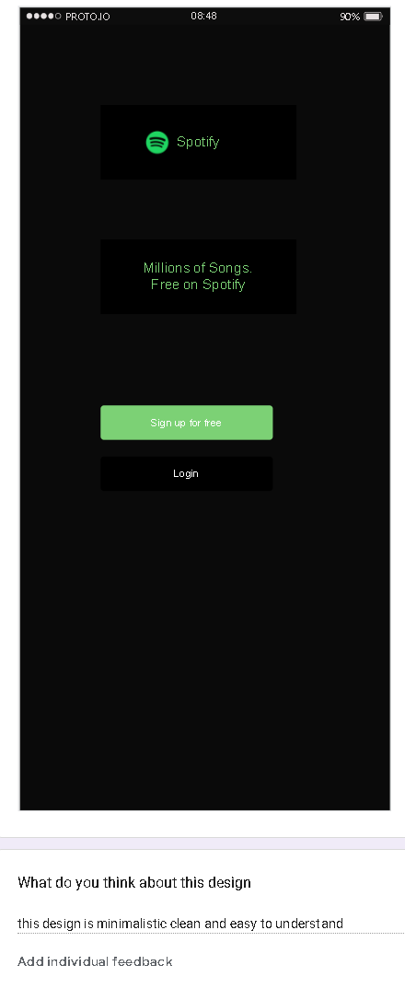 PROTO.IO 08:48 90%
Spotify
Millions of Songs.
Free on Spotify
Sign up for free
Login
What do you think about this design
this design is minimalistic clean and easy to understand
Add individual feedback